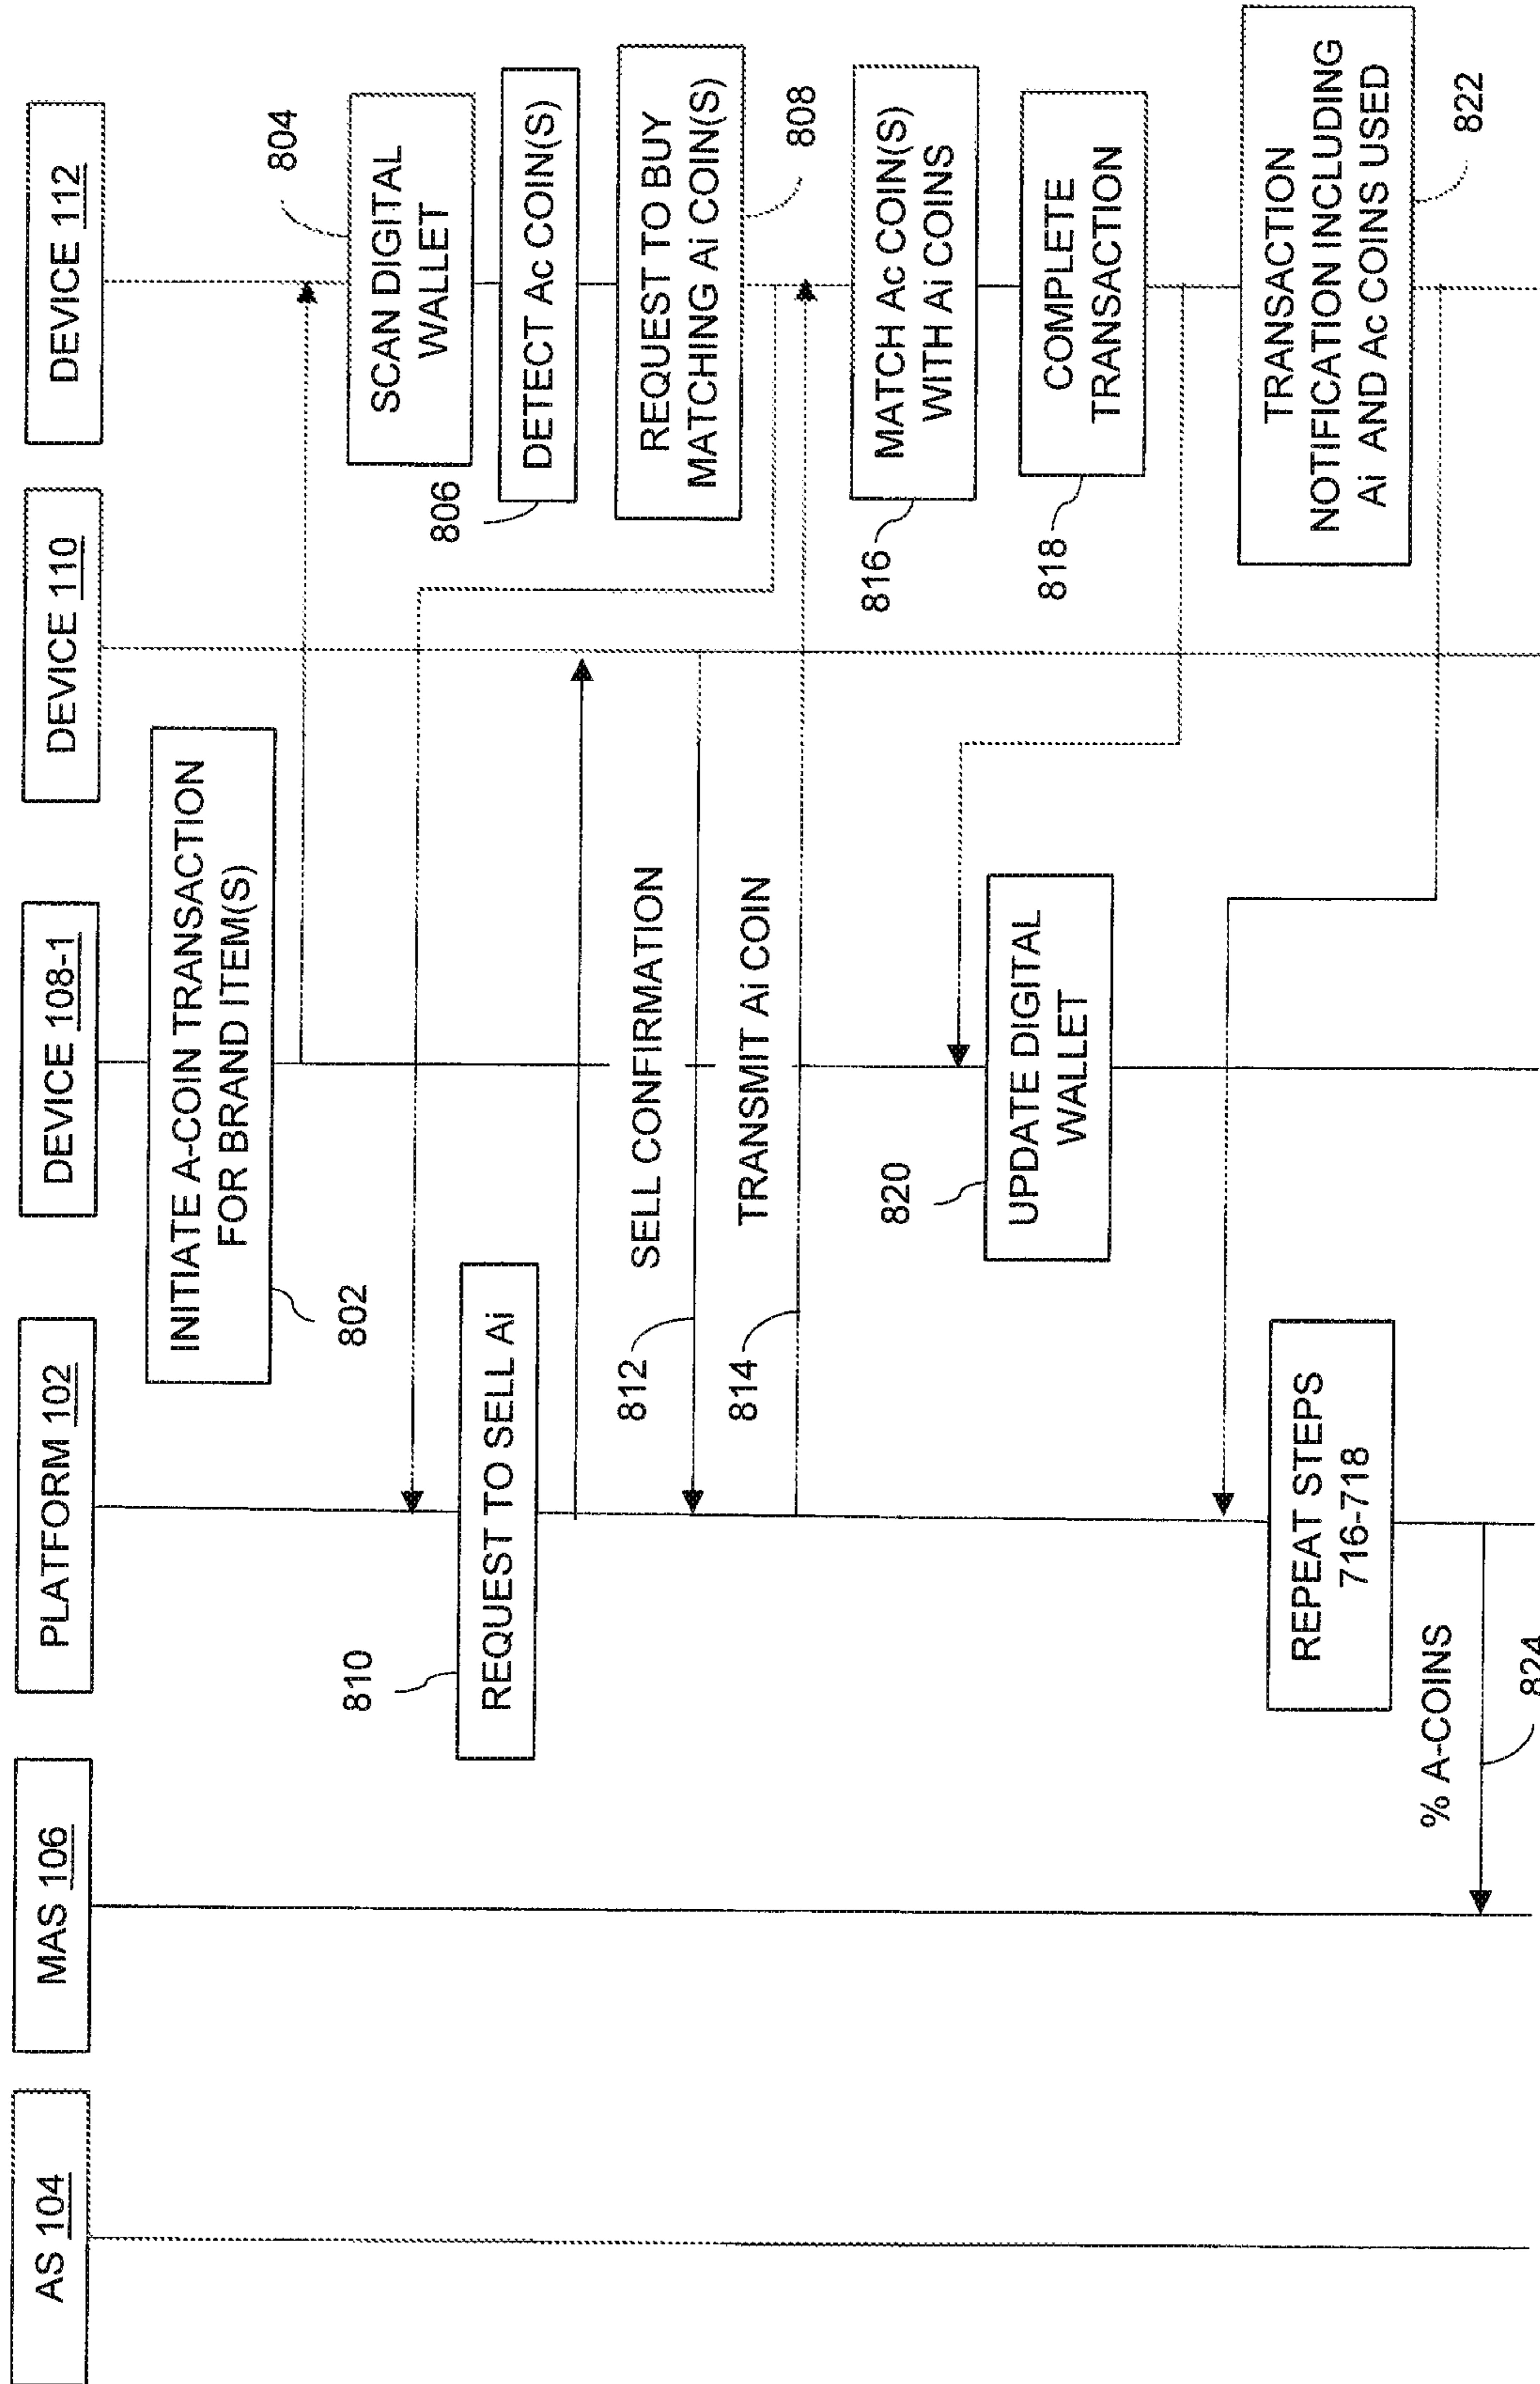 AS 104
MAS 106
PLATFORM 102
DEVICE 108-1
DEVICE 110
DEVICE 112
INITIATE A-COIN TRANSACTION
FOR BRAND ITEM(S)
802
804
SCAN DIGITAL
WALLET
806
DETECT Ac COIN(S)
REQUEST TO BUY
MATCHING Ai COIN(S)
808
810
REQUEST TO SELL Ai
SELL CONFIRMATION
812
TRANSMIT Ai COIN
814
816
MATCH Ac COIN(S)
WITH Ai COINS
818
COMPLETE
TRANSACTION
820
UPDATE DIGITAL
WALLET
TRANSACTION
NOTIFICATION INCLUDING
Ai AND Ac COINS USED
822
REPEAT STEPS
716-718
% A-COINS
824